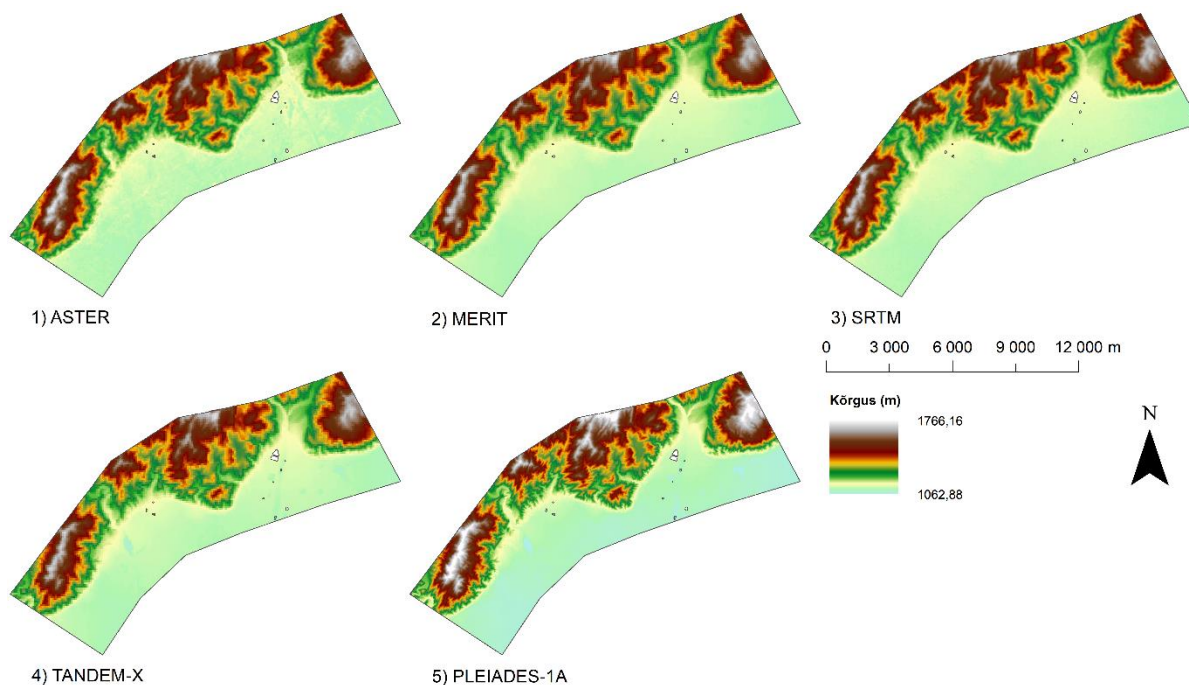 1) ASTER
2) MERIT
3) SRTM
0 3 000 6 000 9 000 12 000 m
Kõrgus (m)
1766,16
1062,88
N
4) TANDEM-X
5) PLEIADES-1A